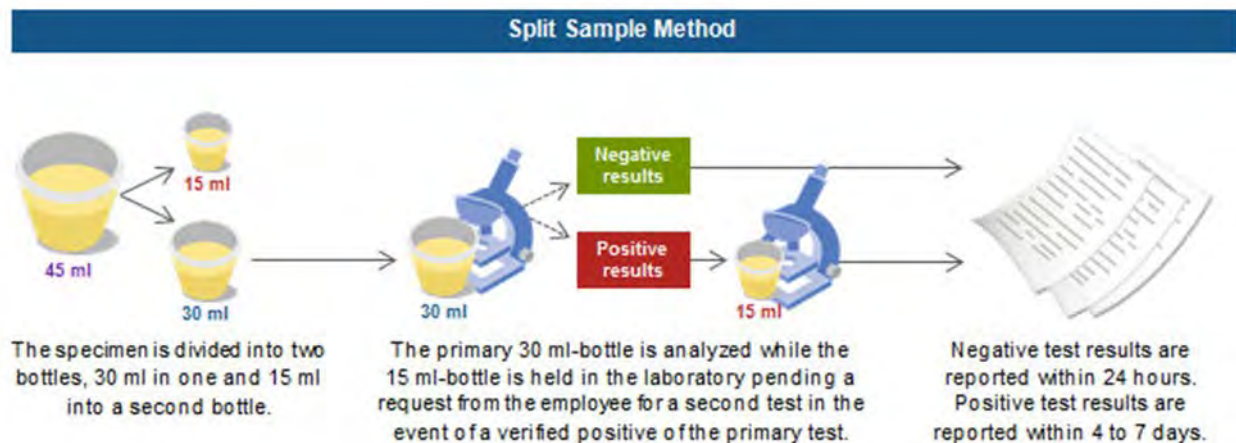 Split Sample Method
15 ml
45 ml
30 ml
30 ml
Negative
results
Positive
results
15 ml
The specimen is divided into two
bottles, 30 ml in one and 15 ml
into a second bottle.
The primary 30 ml-bottle is analyzed while the
15 ml-bottle is held in the laboratory pending a
request from the employee for a second test in the
event of a verified positive of the primary test.
Negative test results are
reported within 24 hours.
Positive test results are
reported within 4 to 7 days.